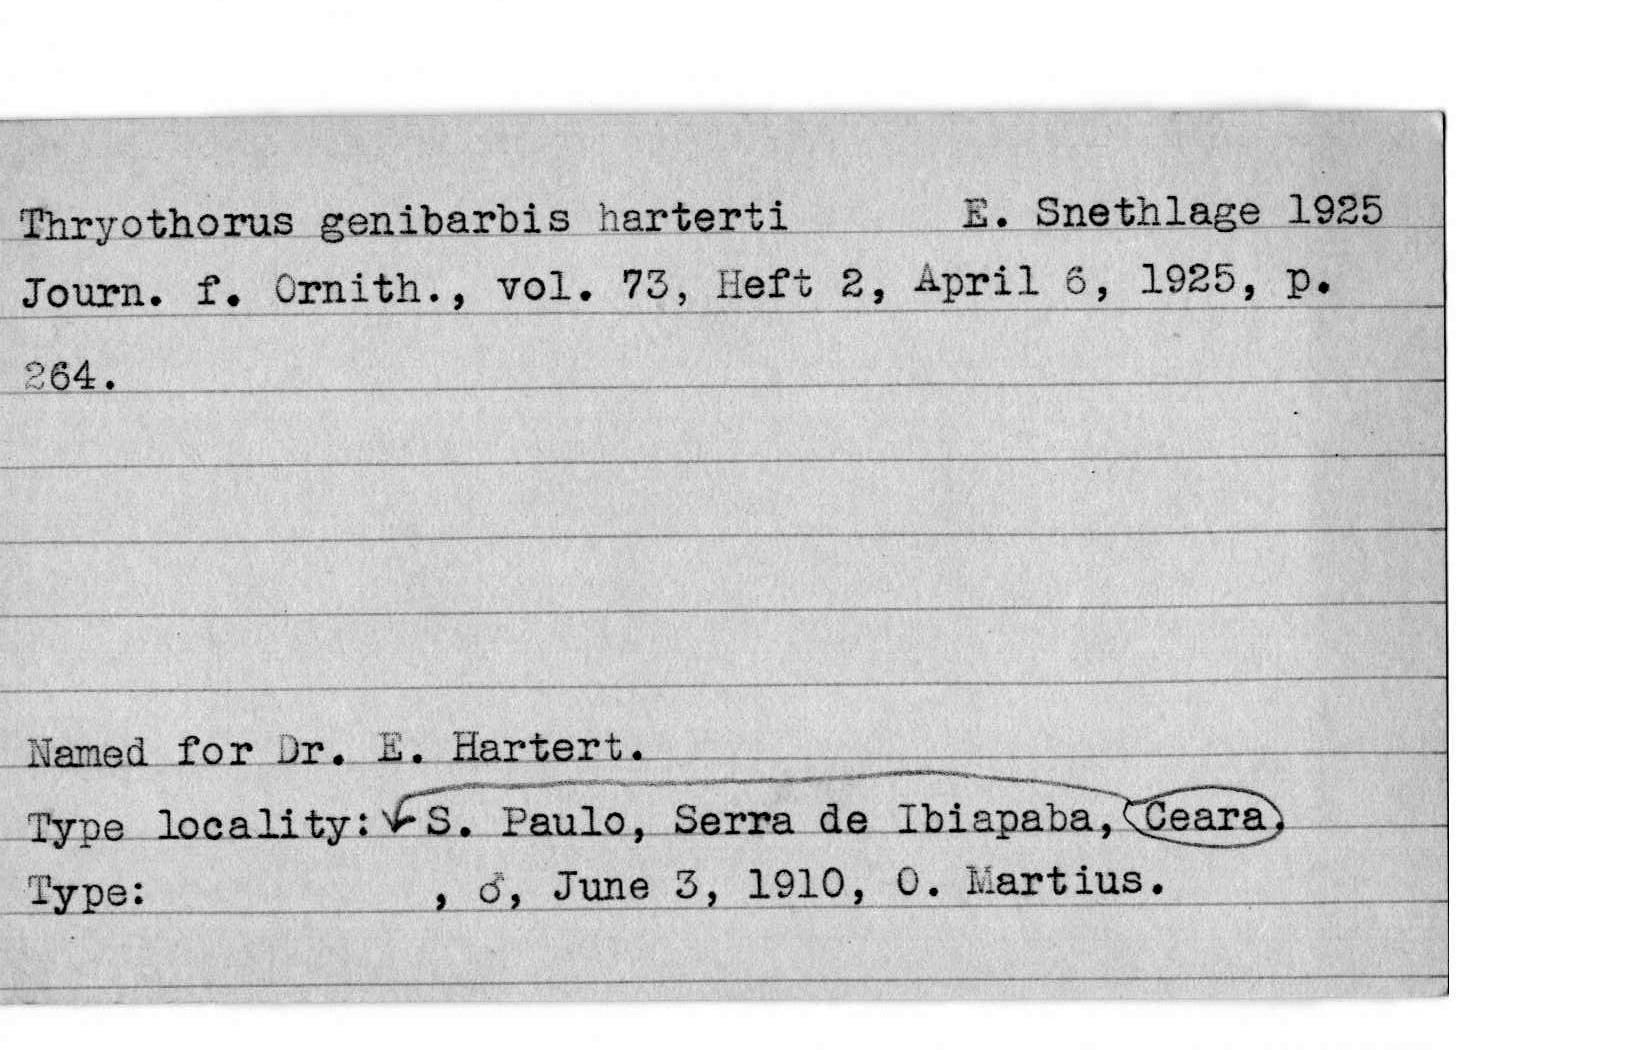 Thryothorus genibarbis harterti E. Snethlage 1925
Journ. f. Ornith., vol. 73, Heft 2, April 6, 1925, p.
264.
Named for Dr. E. Hartert.
Type locality: S. Paulo, Serra de Ibiapaba, Ceara.
Type: , ♂, June 3, 1910, O. Martius.